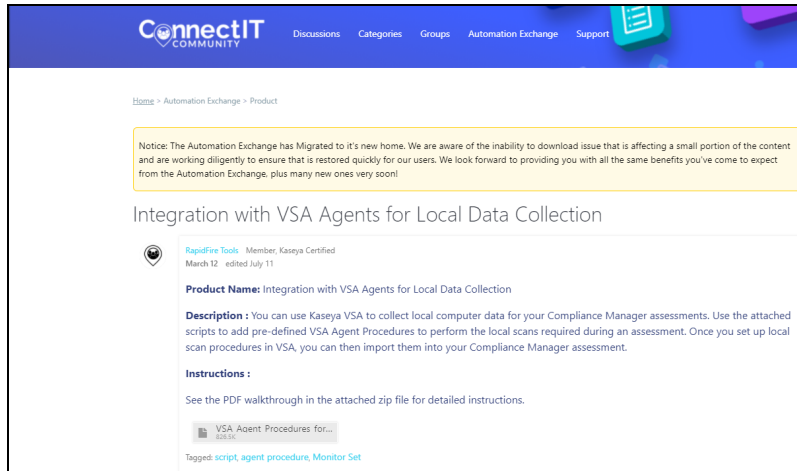 ConnectIT
COMMUNITY
Discussions Categories Groups Automation Exchange Support
Home > Automation Exchange > Product
Notice: The Automation Exchange has Migrated to it's new home. We are aware of the inability to download issue that is affecting a small portion of the content
and are working diligently to ensure that is restored quickly for our users. We look forward to providing you with all the same benefits you've come to expect
from the Automation Exchange, plus many new ones very soon!
Integration with VSA Agents for Local Data Collection
RapidFire Tools Member, Kaseya Certified
March 12 edited July 11
Product Name: Integration with VSA Agents for Local Data Collection
Description : You can use Kaseya VSA to collect local computer data for your Compliance Manager assessments. Use the attached
scripts to add pre-defined VSA Agent Procedures to perform the local scans required during an assessment. Once you set up local
scan procedures in VSA, you can then import them into your Compliance Manager assessment.
Instructions :
See the PDF walkthrough in the attached zip file for detailed instructions.
VSA Agent Procedures for...
828.5K
Tagged: script, agent procedure, Monitor Set